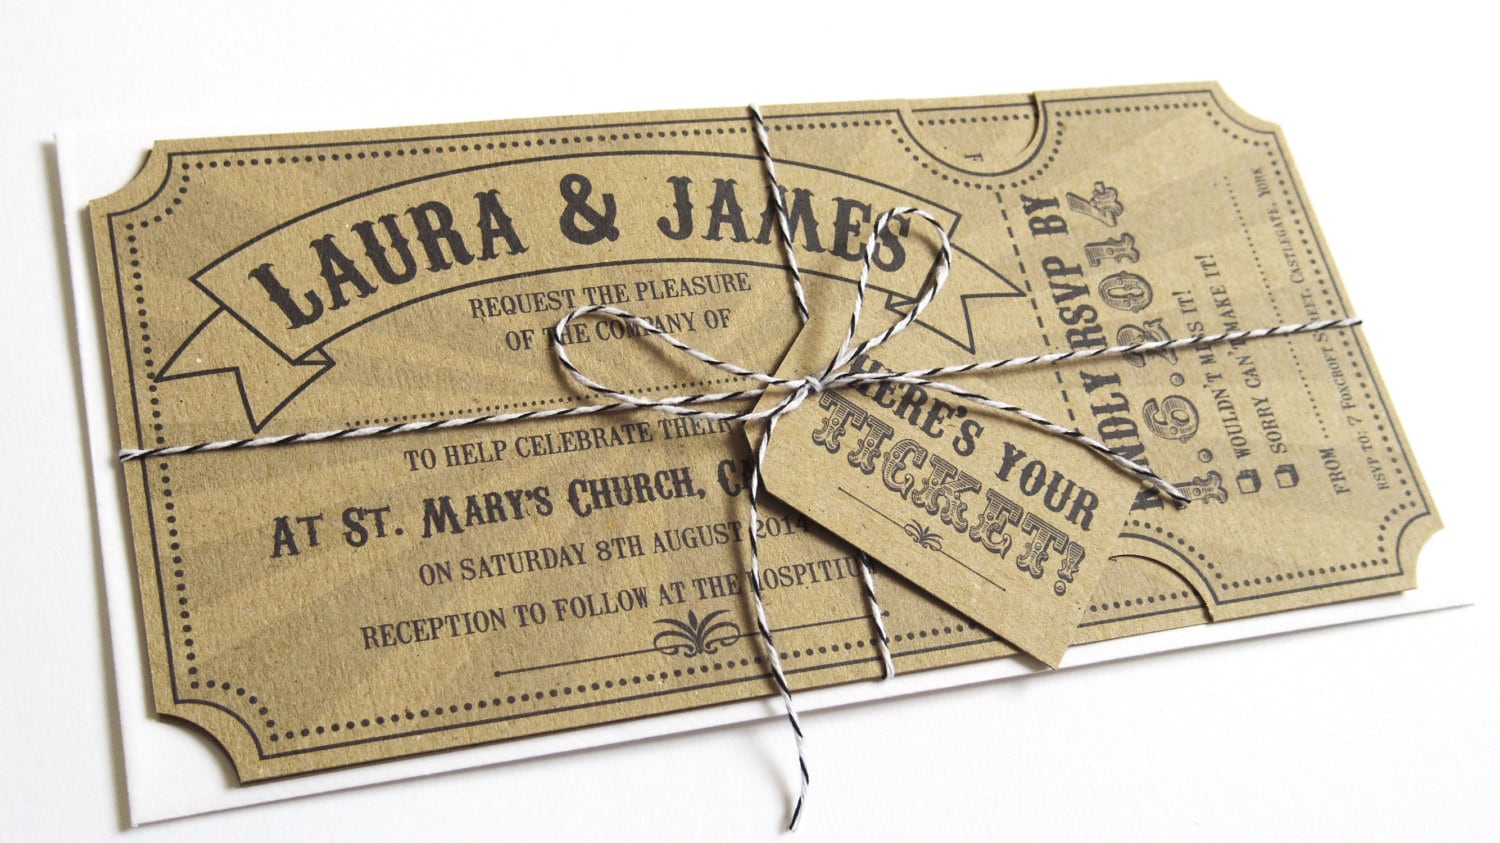 LAURA & JAMES
REQUEST THE PLEASURE
OF THE COMPANY OF
TO HELP CELEBRATE THEIR
AT ST. MARY'S CHURCH,
ON SATURDAY 8TH AUGUST 2014
RECEPTION TO FOLLOW AT THE
HERE'S YOUR
TICKET!
KINDLY RSVP BY
1.6.2014
WOULDN'T MISS IT!
SORRY CAN'T MAKE IT!
FROM
RSVP TO: 7 FOXCROFT STREET, CASTLEGATE, YORK